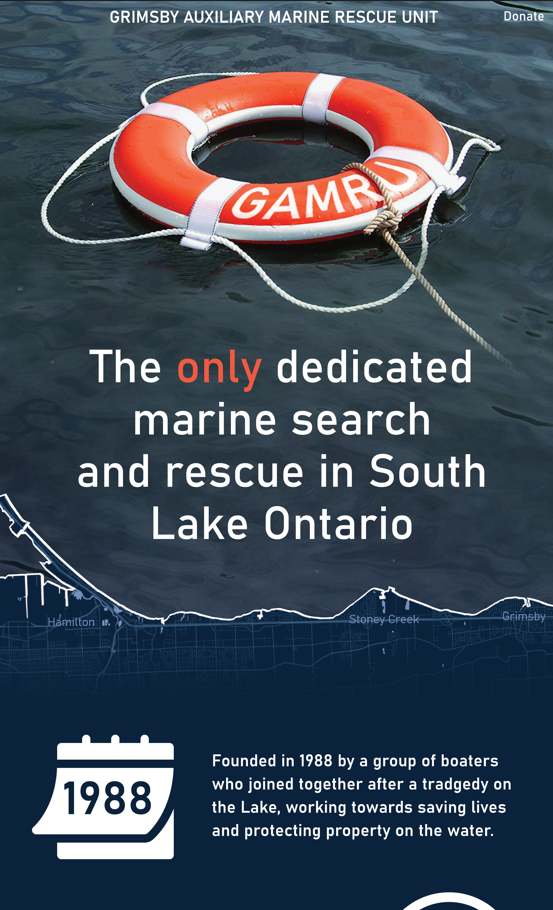 GRIMSBY AUXILIARY MARINE RESCUE UNIT
Donate
GAMRU
The only dedicated
marine search
and rescue in South
Lake Ontario
Hamilton
Stoney Creek
Grimsby
1988
Founded in 1988 by a group of boaters
who joined together after a tradgedy on
the Lake, working towards saving lives
and protecting property on the water.